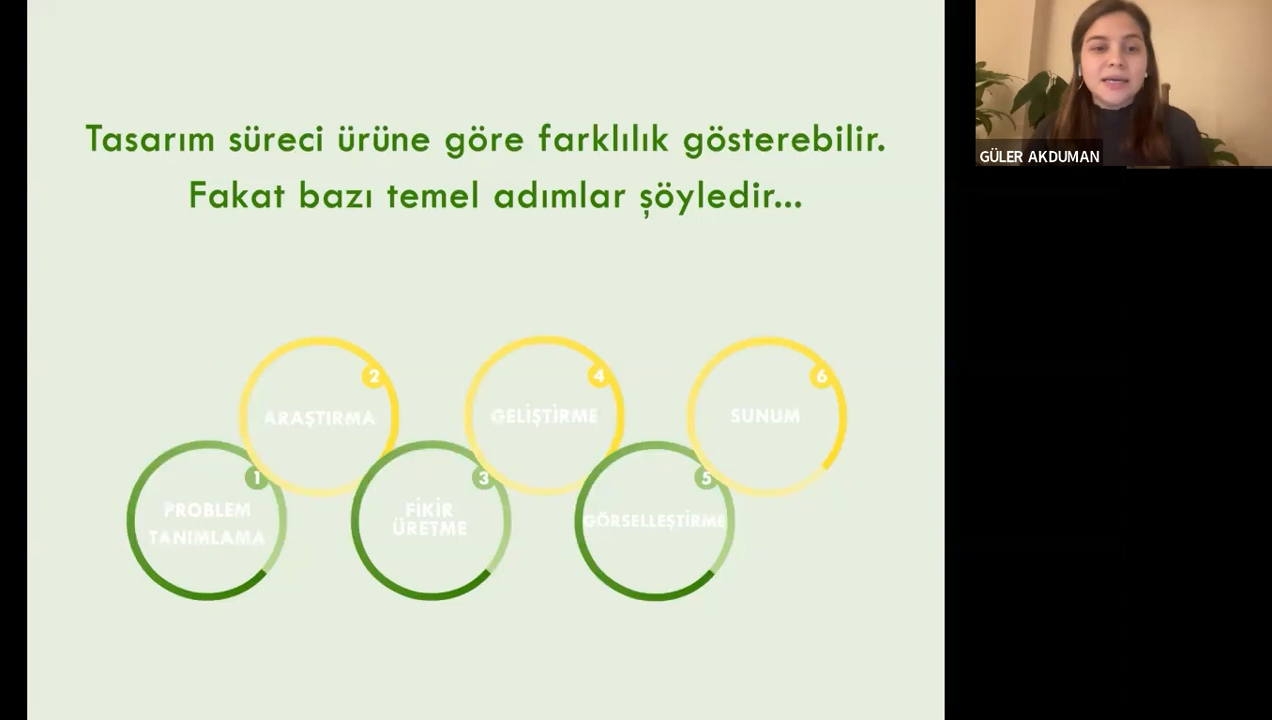 Tasarım süreci ürüne göre farklılık gösterebilir.
Fakat bazı temel adımlar şöyledir...
1
PROBLEM
TANIMLAMA
2
ARAŞTIRMA
3
FİKİR
ÜRETME
4
GELİŞTİRME
5
GÖRSELLEŞTİRME
6
SUNUM
GÜLER AKDUMAN